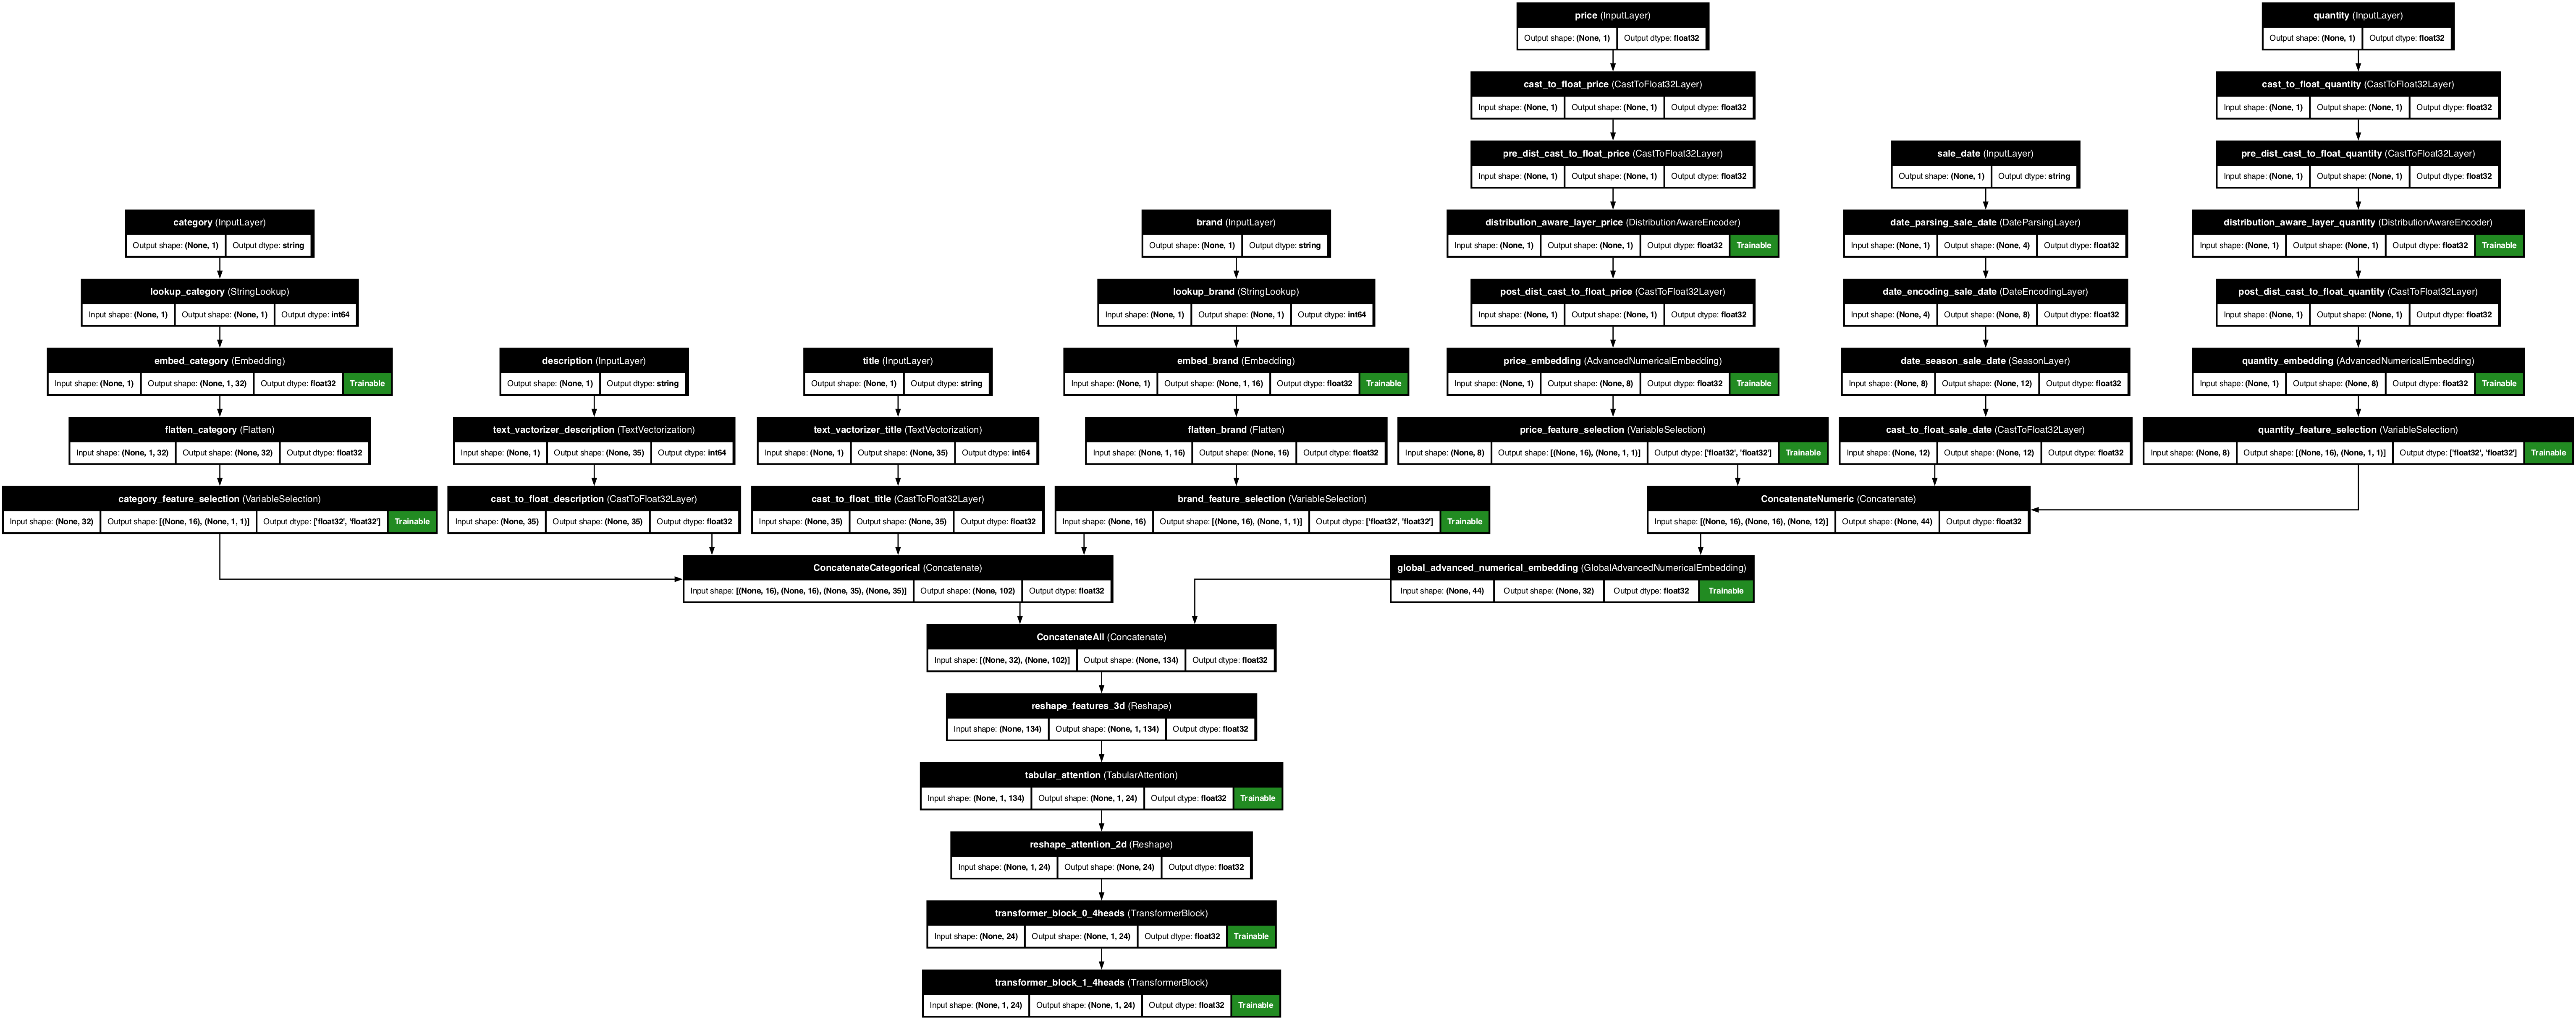 price (InputLayer)
Output shape: (None, 1) Output dtype: float32
quantity (InputLayer)
Output shape: (None, 1) Output dtype: float32
cast_to_float_price (CastToFloat32Layer)
Input shape: (None, 1) Output shape: (None, 1) Output dtype: float32
cast_to_float_quantity (CastToFloat32Layer)
Input shape: (None, 1) Output shape: (None, 1) Output dtype: float32
pre_dist_cast_to_float_price (CastToFloat32Layer)
Input shape: (None, 1) Output shape: (None, 1) Output dtype: float32
sale_date (InputLayer)
Output shape: (None, 1) Output dtype: string
pre_dist_cast_to_float_quantity (CastToFloat32Layer)
Input shape: (None, 1) Output shape: (None, 1) Output dtype: float32
category (InputLayer)
Output shape: (None, 1) Output dtype: string
brand (InputLayer)
Output shape: (None, 1) Output dtype: string
distribution_aware_layer_price (DistributionAwareEncoder)
Input shape: (None, 1) Output shape: (None, 1) Output dtype: float32 Trainable
date_parsing_sale_date (DateParsingLayer)
Input shape: (None, 1) Output shape: (None, 4) Output dtype: float32
distribution_aware_layer_quantity (DistributionAwareEncoder)
Input shape: (None, 1) Output shape: (None, 1) Output dtype: float32 Trainable
lookup_category (StringLookup)
Input shape: (None, 1) Output shape: (None, 1) Output dtype: int64
lookup_brand (StringLookup)
Input shape: (None, 1) Output shape: (None, 1) Output dtype: int64
post_dist_cast_to_float_price (CastToFloat32Layer)
Input shape: (None, 1) Output shape: (None, 1) Output dtype: float32
date_encoding_sale_date (DateEncodingLayer)
Input shape: (None, 4) Output shape: (None, 8) Output dtype: float32
post_dist_cast_to_float_quantity (CastToFloat32Layer)
Input shape: (None, 1) Output shape: (None, 1) Output dtype: float32
embed_category (Embedding)
Input shape: (None, 1) Output shape: (None, 1, 32) Output dtype: float32 Trainable
description (InputLayer)
Output shape: (None, 1) Output dtype: string
title (InputLayer)
Output shape: (None, 1) Output dtype: string
embed_brand (Embedding)
Input shape: (None, 1) Output shape: (None, 1, 16) Output dtype: float32 Trainable
price_embedding (AdvancedNumericalEmbedding)
Input shape: (None, 1) Output shape: (None, 8) Output dtype: float32 Trainable
date_season_sale_date (SeasonLayer)
Input shape: (None, 8) Output shape: (None, 12) Output dtype: float32
quantity_embedding (AdvancedNumericalEmbedding)
Input shape: (None, 1) Output shape: (None, 8) Output dtype: float32 Trainable
flatten_category (Flatten)
Input shape: (None, 1, 32) Output shape: (None, 32) Output dtype: float32
text_vactorizer_description (TextVectorization)
Input shape: (None, 1) Output shape: (None, 35) Output dtype: int64
text_vactorizer_title (TextVectorization)
Input shape: (None, 1) Output shape: (None, 35) Output dtype: int64
flatten_brand (Flatten)
Input shape: (None, 1, 16) Output shape: (None, 16) Output dtype: float32
price_feature_selection (VariableSelection)
Input shape: (None, 8) Output shape: [(None, 16), (None, 1, 1)] Output dtype: ['float32', 'float32'] Trainable
cast_to_float_sale_date (CastToFloat32Layer)
Input shape: (None, 12) Output shape: (None, 12) Output dtype: float32
quantity_feature_selection (VariableSelection)
Input shape: (None, 8) Output shape: [(None, 16), (None, 1, 1)] Output dtype: ['float32', 'float32'] Trainable
category_feature_selection (VariableSelection)
Input shape: (None, 32) Output shape: [(None, 16), (None, 1, 1)] Output dtype: ['float32', 'float32'] Trainable
cast_to_float_description (CastToFloat32Layer)
Input shape: (None, 35) Output shape: (None, 35) Output dtype: float32
cast_to_float_title (CastToFloat32Layer)
Input shape: (None, 35) Output shape: (None, 35) Output dtype: float32
brand_feature_selection (VariableSelection)
Input shape: (None, 16) Output shape: [(None, 16), (None, 1, 1)] Output dtype: ['float32', 'float32'] Trainable
ConcatenateNumeric (Concatenate)
Input shape: [(None, 16), (None, 16), (None, 12)] Output shape: (None, 44) Output dtype: float32
ConcatenateCategorical (Concatenate)
Input shape: [(None, 16), (None, 16), (None, 35), (None, 35)] Output shape: (None, 102) Output dtype: float32
global_advanced_numerical_embedding (GlobalAdvancedNumericalEmbedding)
Input shape: (None, 44) Output shape: (None, 32) Output dtype: float32 Trainable
ConcatenateAll (Concatenate)
Input shape: [(None, 32), (None, 102)] Output shape: (None, 134) Output dtype: float32
reshape_features_3d (Reshape)
Input shape: (None, 134) Output shape: (None, 1, 134) Output dtype: float32
tabular_attention (TabularAttention)
Input shape: (None, 1, 134) Output shape: (None, 1, 24) Output dtype: float32 Trainable
reshape_attention_2d (Reshape)
Input shape: (None, 1, 24) Output shape: (None, 24) Output dtype: float32
transformer_block_0_4heads (TransformerBlock)
Input shape: (None, 24) Output shape: (None, 1, 24) Output dtype: float32 Trainable
transformer_block_1_4heads (TransformerBlock)
Input shape: (None, 1, 24) Output shape: (None, 1, 24) Output dtype: float32 Trainable